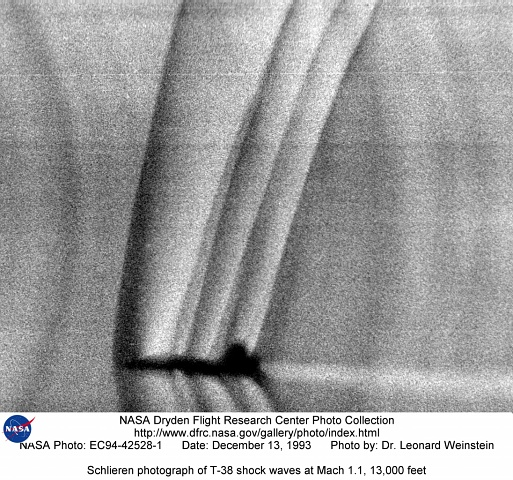 NASA
NASA Dryden Flight Research Center Photo Collection
http://www.dfrc.nasa.gov/gallery/photo/index.html
NASA Photo: EC94-42528-1 Date: December 13, 1993 Photo by: Dr. Leonard Weinstein
Schlieren photograph of T-38 shock waves at Mach 1.1, 13,000 feet